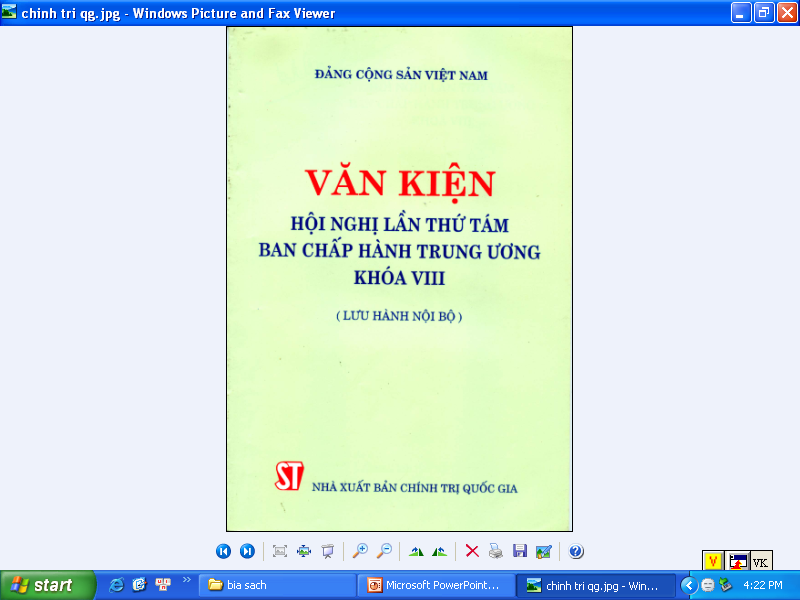 chinh tri qg.jpg - Windows Picture and Fax Viewer
ĐẢNG CỘNG SẢN VIỆT NAM
VĂN KIỆN
HỘI NGHỊ LẦN THỨ TÁM
BAN CHẤP HÀNH TRUNG ƯƠNG
KHÓA VIII
( LƯU HÀNH NỘI BỘ )
ST NHÀ XUẤT BẢN CHÍNH TRỊ QUỐC GIA
V VK
start bia sach Microsoft PowerPoint... chinh tri qg.jpg - Win... 4:22 PM